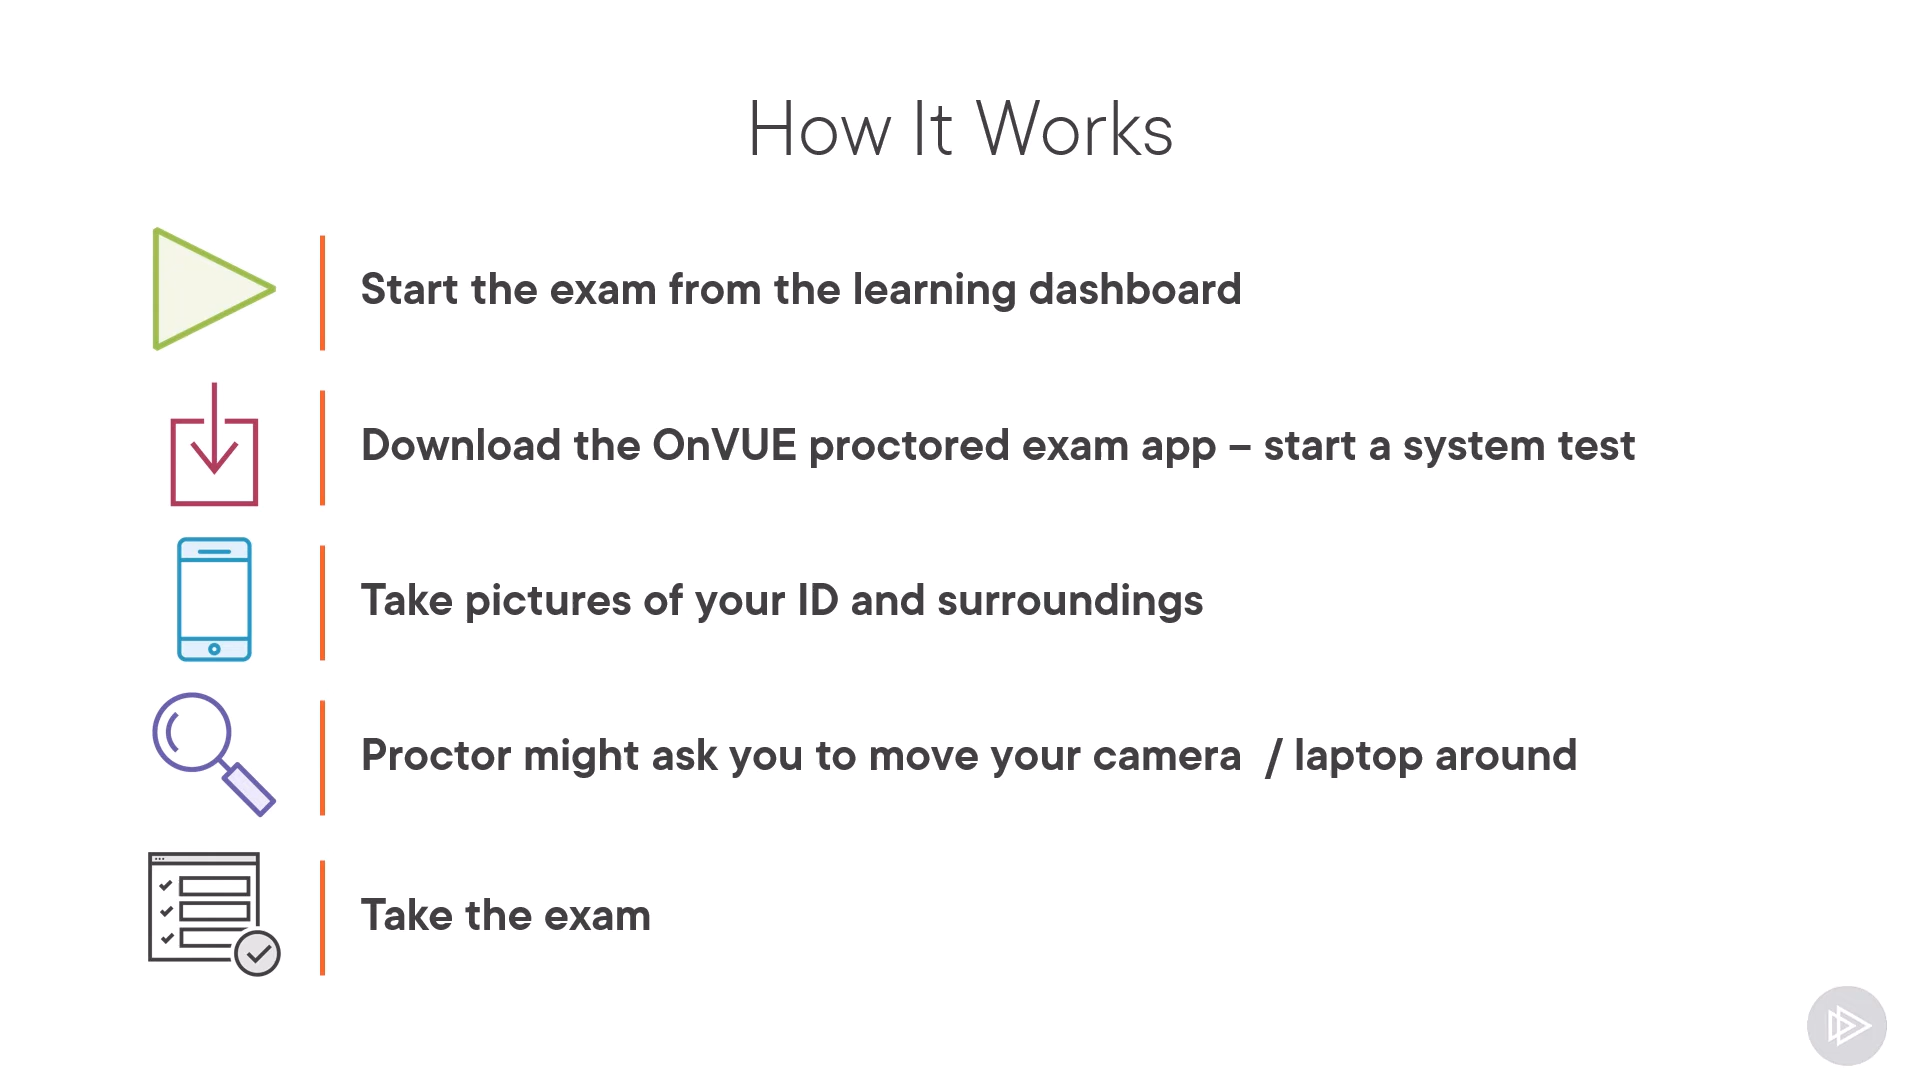 How It Works
Start the exam from the learning dashboard
Download the OnVUE proctored exam app – start a system test
Take pictures of your ID and surroundings
Proctor might ask you to move your camera  / laptop around
Take the exam